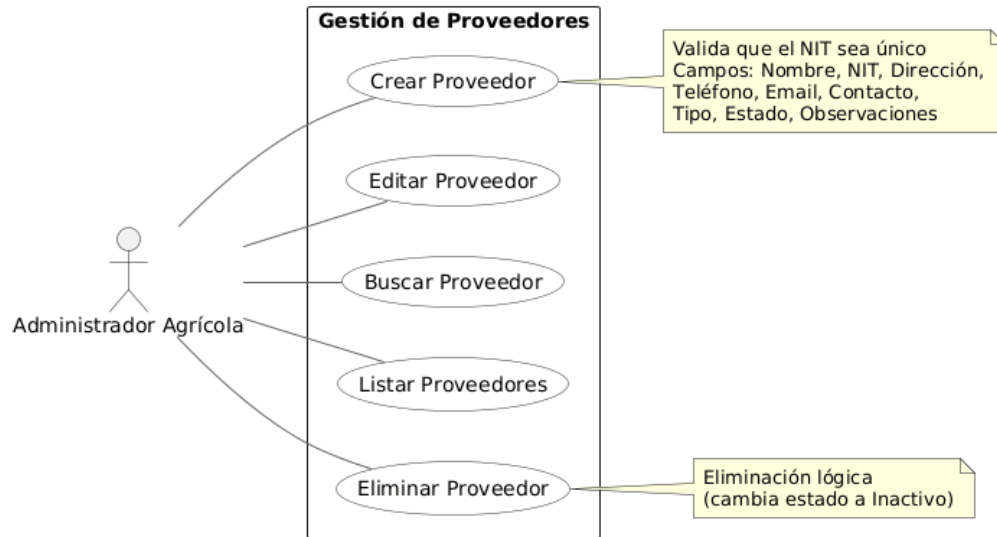 Gestión de Proveedores
Crear Proveedor
Valida que el NIT sea único
Campos: Nombre, NIT, Dirección,
Teléfono, Email, Contacto,
Tipo, Estado, Observaciones
Editar Proveedor
Buscar Proveedor
Administrador Agrícola
Listar Proveedores
Eliminar Proveedor
Eliminación lógica
(cambia estado a Inactivo)